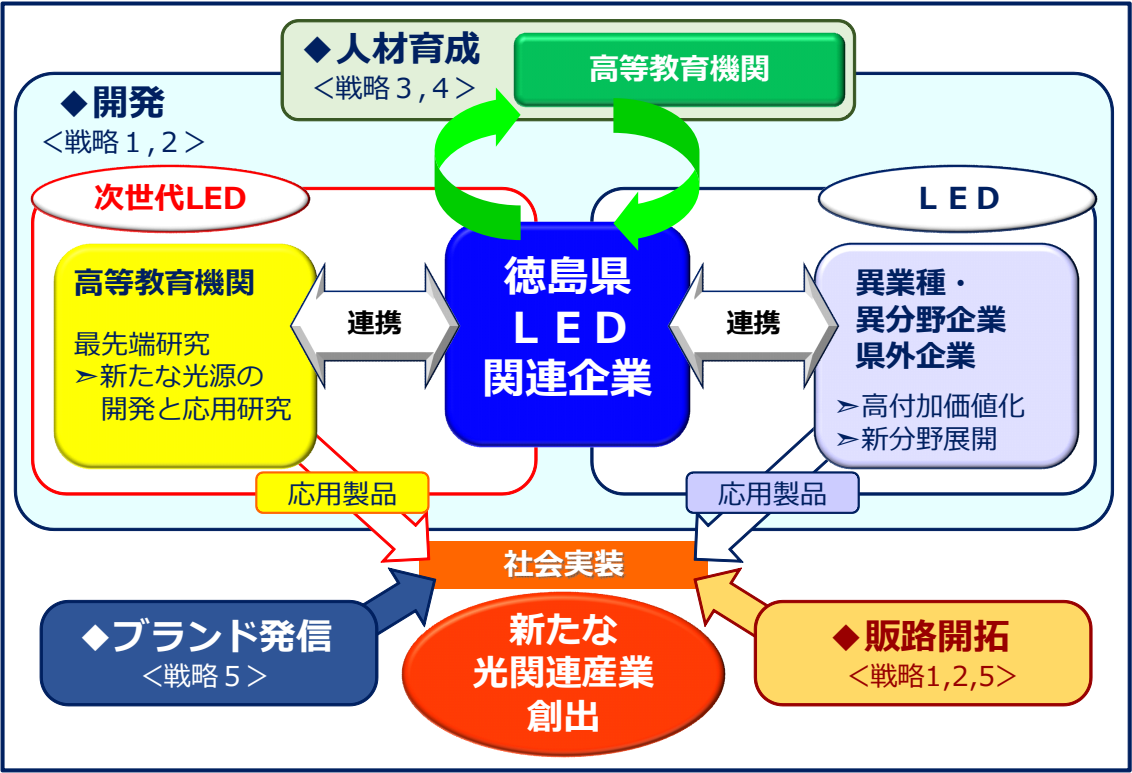 ◆人材育成
＜戦略３,４＞
高等教育機関
◆開発
＜戦略１,２＞
次世代LED
高等教育機関
最先端研究
➣新たな光源の
開発と応用研究
連携
徳島県
ＬＥＤ
関連企業
連携
ＬＥＤ
異業種・
異分野企業
県外企業
➣高付加価値化
➣新分野展開
応用製品
応用製品
社会実装
◆ブランド発信
＜戦略５＞
新たな
光関連産業
創出
◆販路開拓
＜戦略1,2,5＞